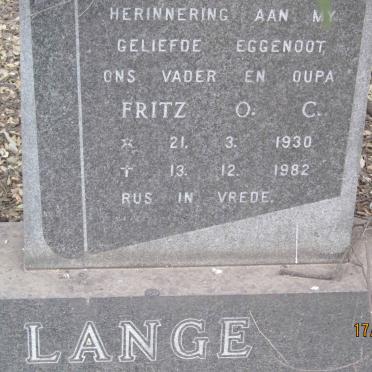 HERINNERING AAN MY
GELIEFDE EGGENOOT,
ONS VADER EN OUPA
FRITZ O. C.
☆ 21. 3. 1930
† 13. 12. 1982
RUS IN VREDE.
LANGE
17